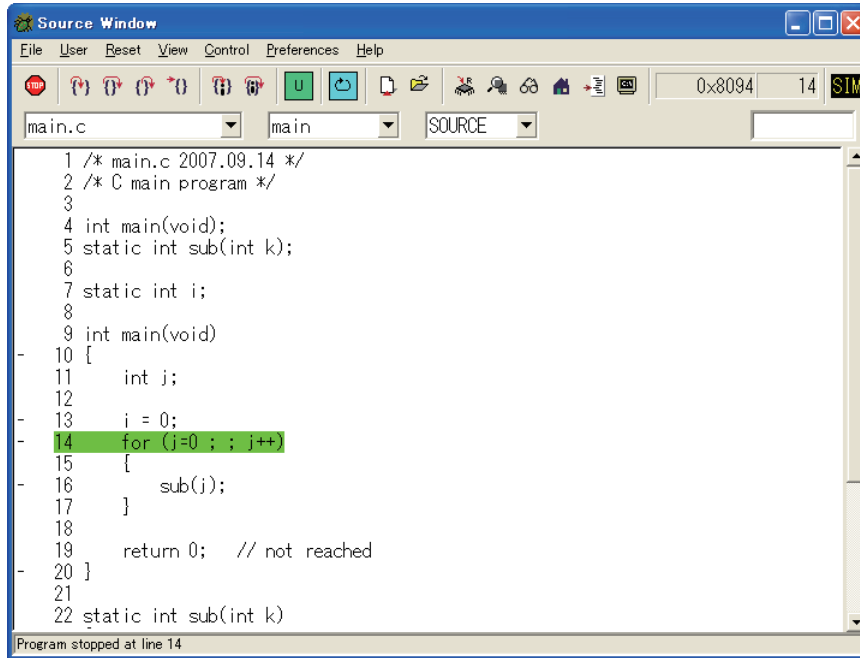 Source Window
File User Reset View Control Preferences Help
STOP U 0x8094 14 SIM
main.c main SOURCE
1 /* main.c 2007.09.14 */
2 /* C main program */
3
4 int main(void);
5 static int sub(int k);
6
7 static int i;
8
9 int main(void)
- 10 {
11 int j;
12
- 13 i = 0;
- 14 for (j=0 ; ; j++)
15 {
- 16 sub(j);
17 }
18
19 return 0; // not reached
- 20 }
21
22 static int sub(int k)
Program stopped at line 14